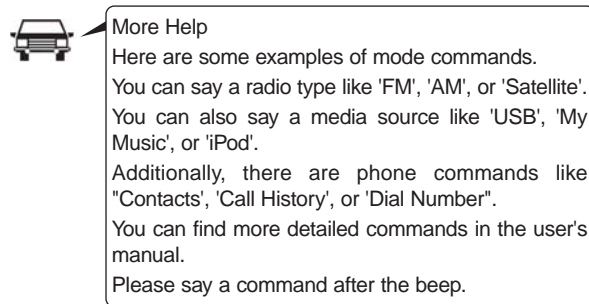 More Help
Here are some examples of mode commands.
You can say a radio type like 'FM', 'AM', or 'Satellite'.
You can also say a media source like 'USB', 'My
Music', or 'iPod'.
Additionally, there are phone commands like
"Contacts', 'Call History', or 'Dial Number".
You can find more detailed commands in the user's
manual.
Please say a command after the beep.